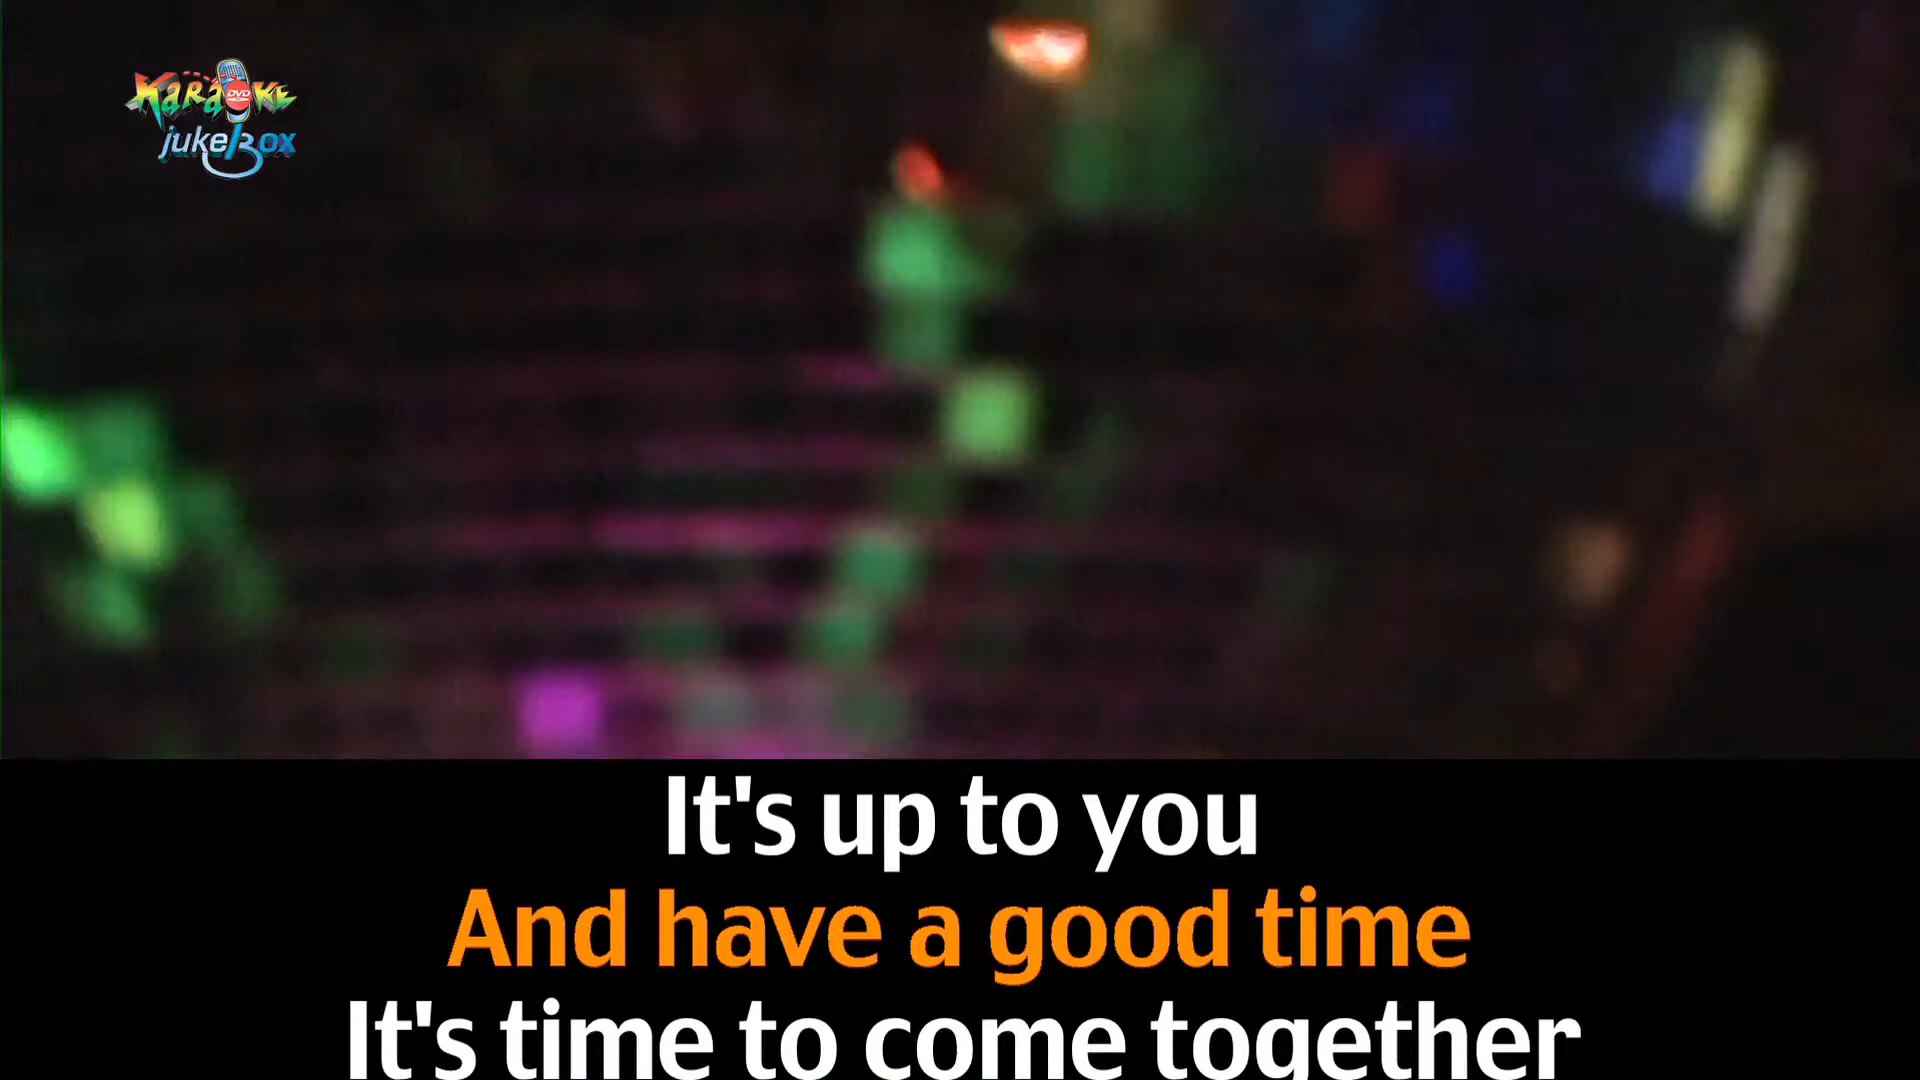 KaRaoKe
DVD
jukeBox
It's up to you
And have a good time
It's time to come together